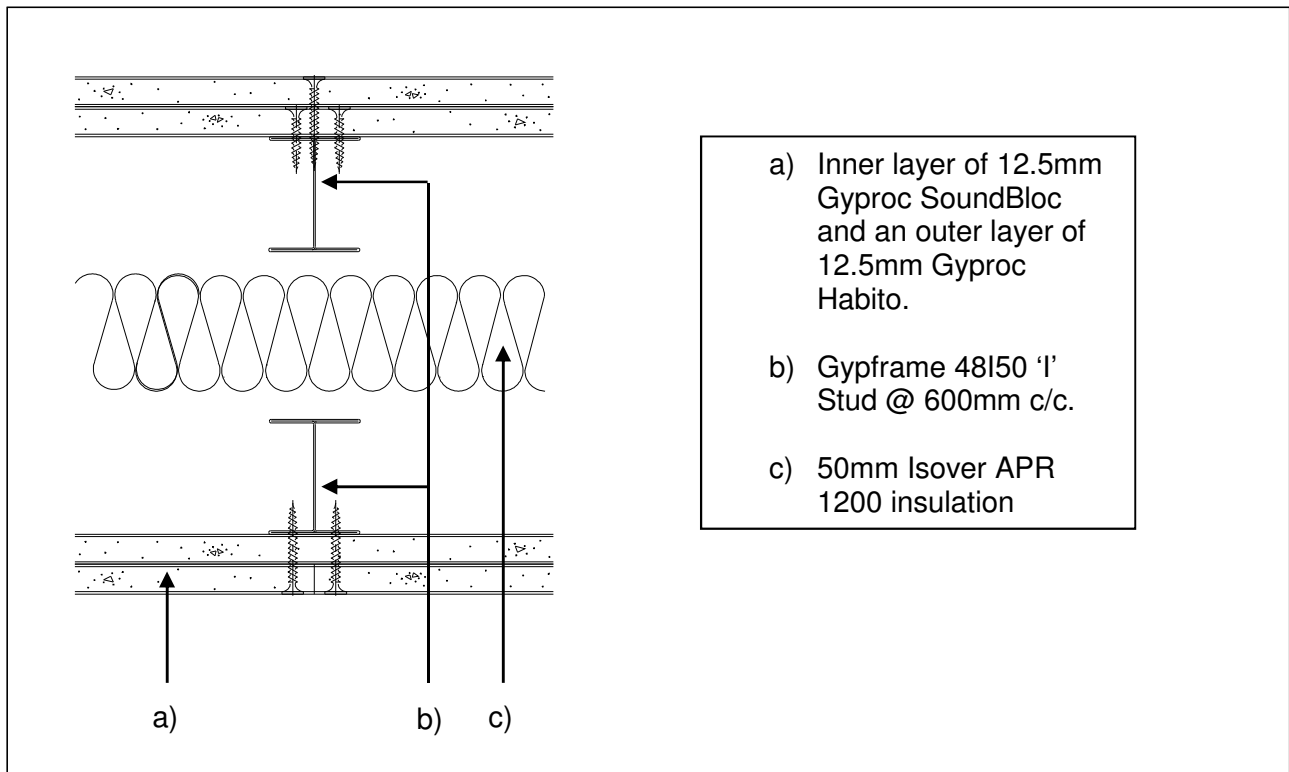 a) Inner layer of 12.5mm
Gyproc SoundBloc
and an outer layer of
12.5mm Gyproc
Habito.
b) Gypframe 48I50 ‘I’
Stud @ 600mm c/c.
c) 50mm Isover APR
1200 insulation
a) b) c)